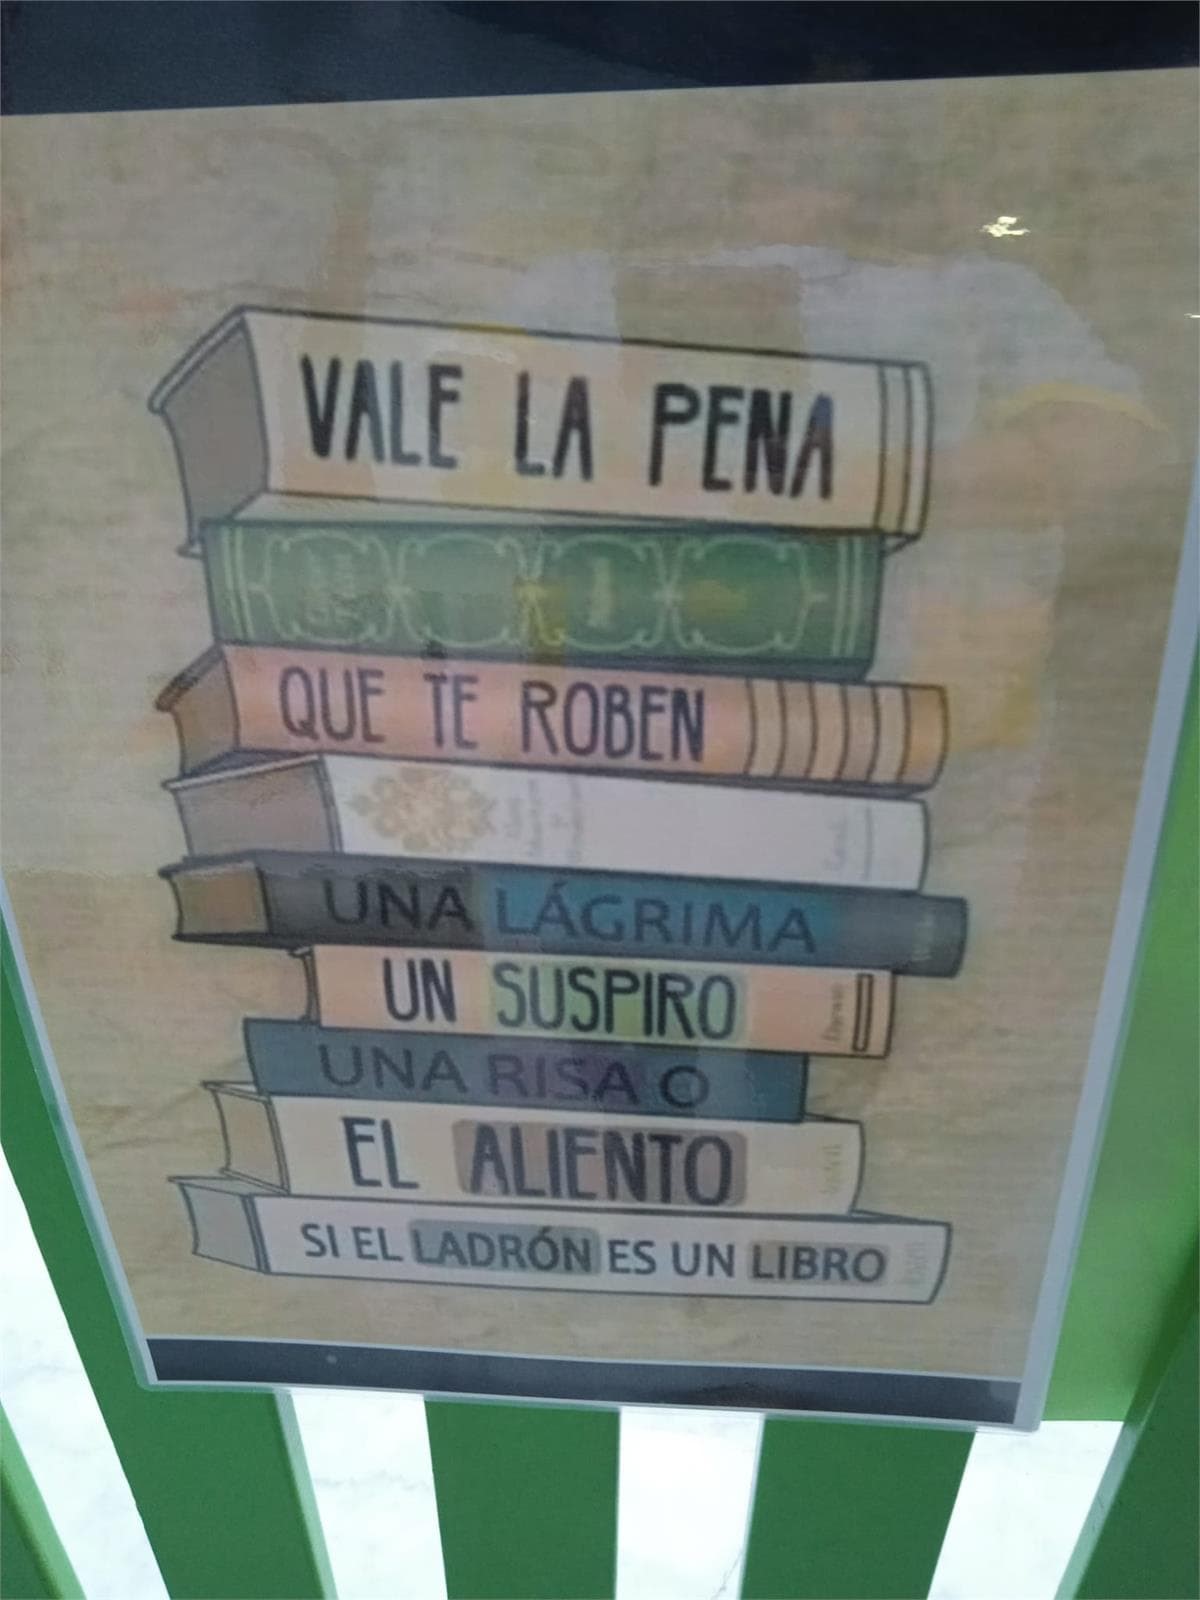 VALE LA PENA
QUE TE ROBEN
UNA LÁGRIMA
UN SUSPIRO
UNA RISA O
EL ALIENTO
SI EL LADRÓN ES UN LIBRO